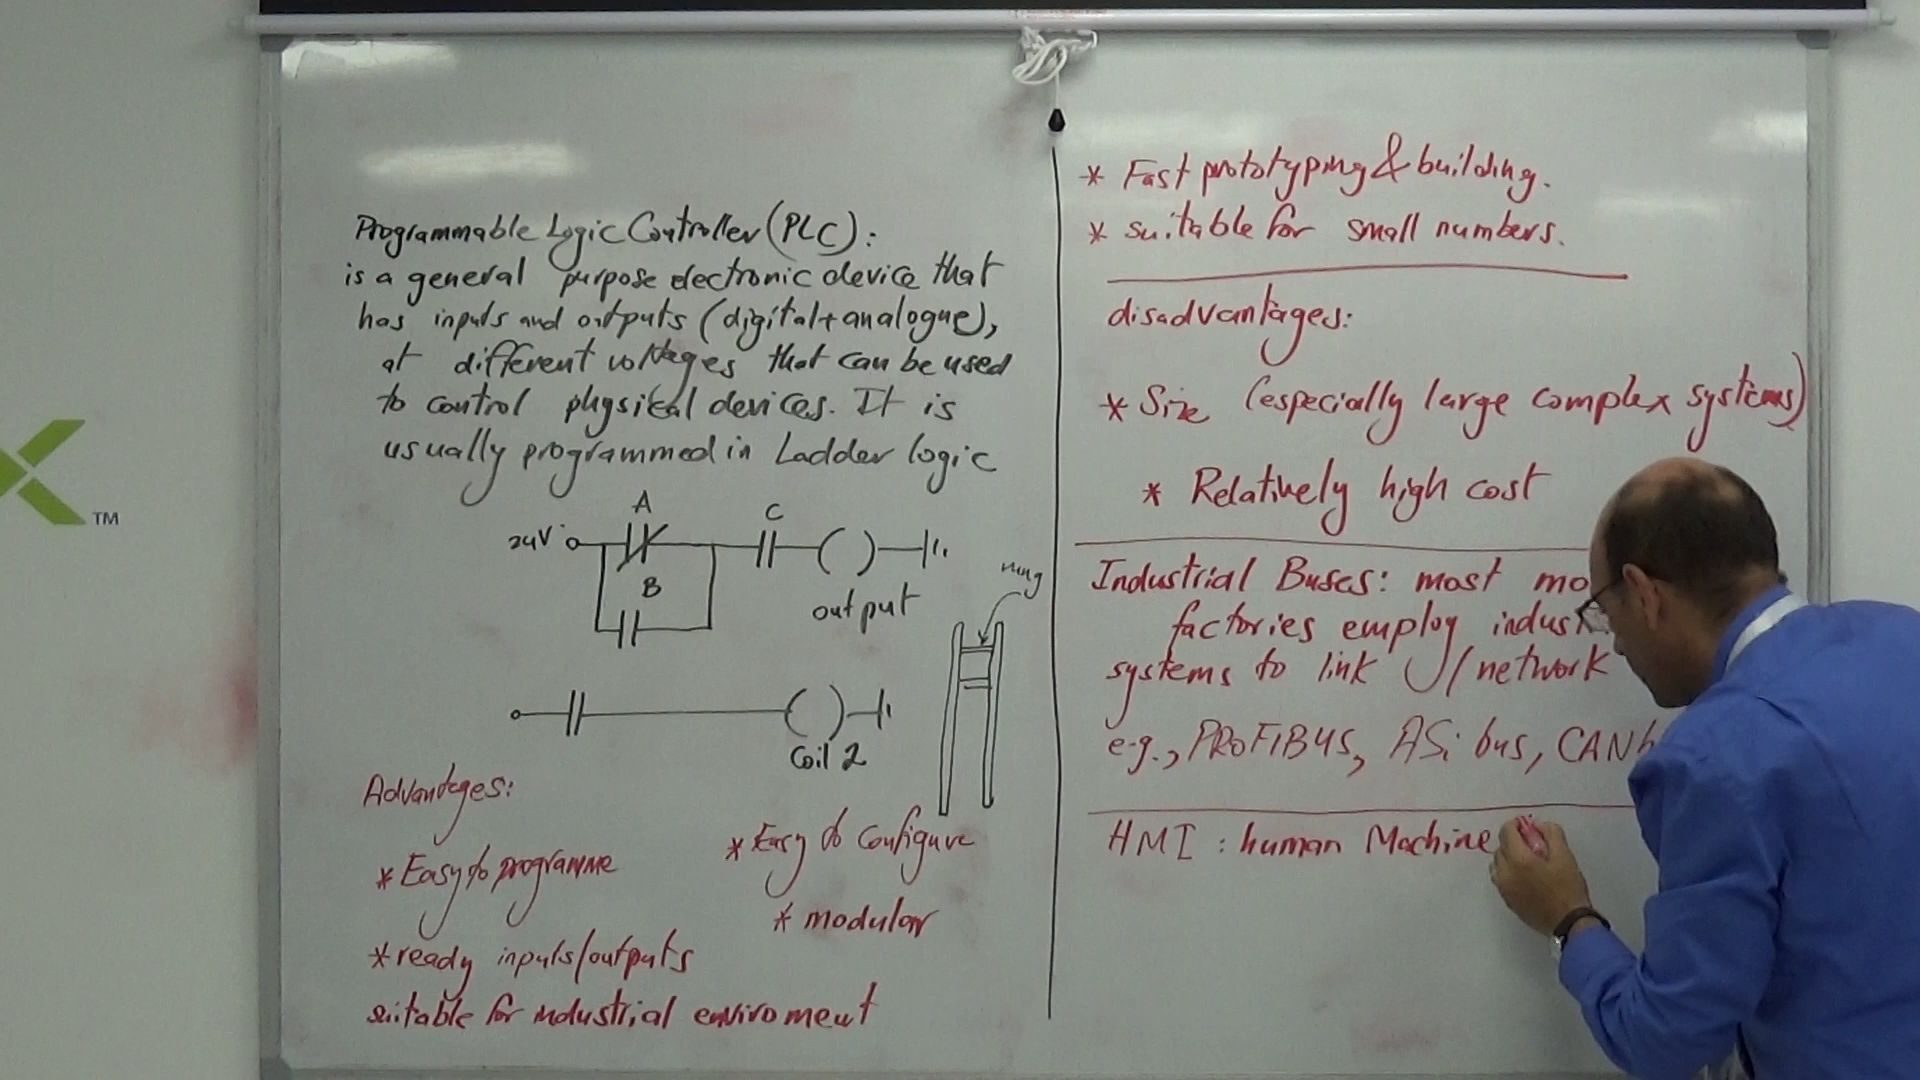 Programmable Logic Controller (PLC):
is a general purpose electronic device that
has inputs and outputs (digital+analogue),
at different voltages that can be used
to control physical devices. It is
usually programmed in Ladder logic
A
C
24V
B
output
rung
Coil 2
Advantages:
* Easy to programme
* Easy to configure
* modular
* ready inputs/outputs
suitable for industrial enviroment
* Fast prototyping & building.
* suitable for small numbers.
disadvantages:
* Size (especially large complex systems)
* Relatively high cost
Industrial Buses: most mo
factories employ indust
systems to link /network
e.g., PROFIBUS, ASi bus, CAN
HMI : human Machine
X TM